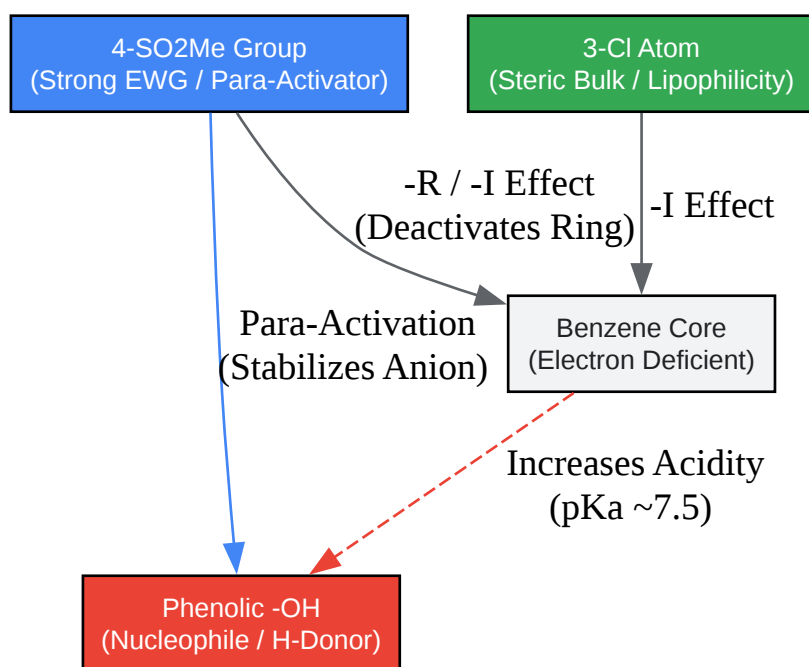 4-SO2Me Group
(Strong EWG / Para-Activator)
3-Cl Atom
(Steric Bulk / Lipophilicity)
-R / -I Effect
(Deactivates Ring)
-I Effect
Para-Activation
(Stabilizes Anion)
Benzene Core
(Electron Deficient)
Increases Acidity
(pKa ~7.5)
Phenolic -OH
(Nucleophile / H-Donor)